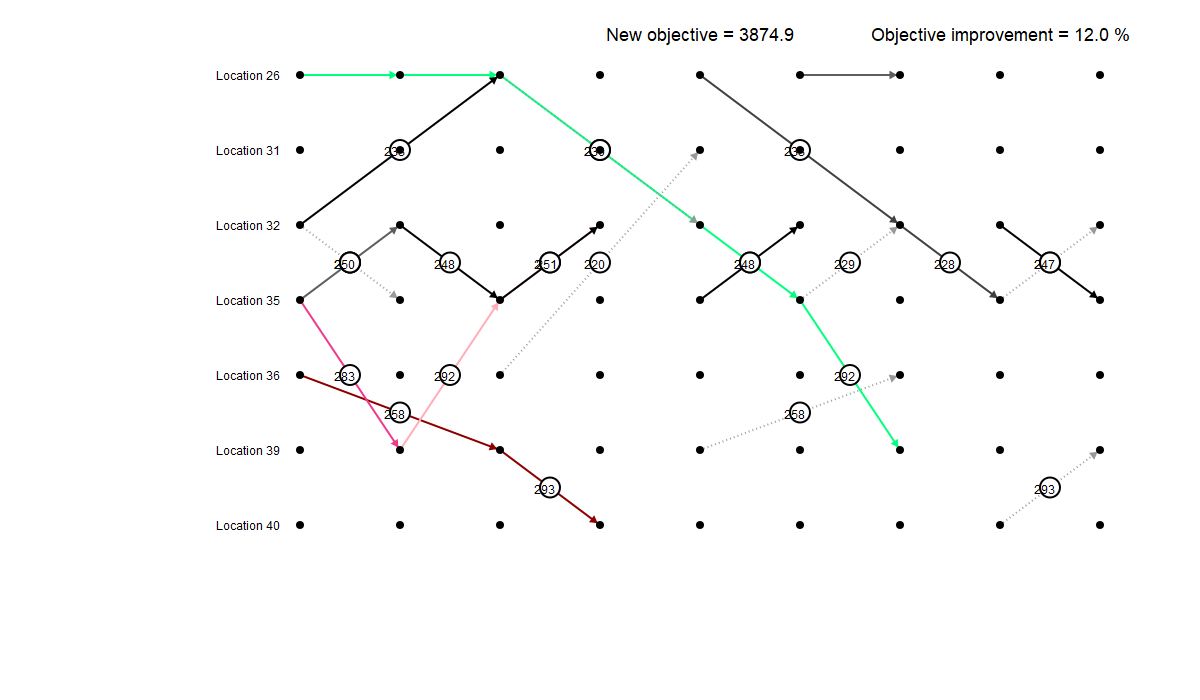 New objective = 3874.9 Objective improvement = 12.0 %
Location 26
Location 31
Location 32
250 248 251 220 248 229 228 247
Location 35
Location 36 283 292 292
258 258
Location 39
293 293
Location 40